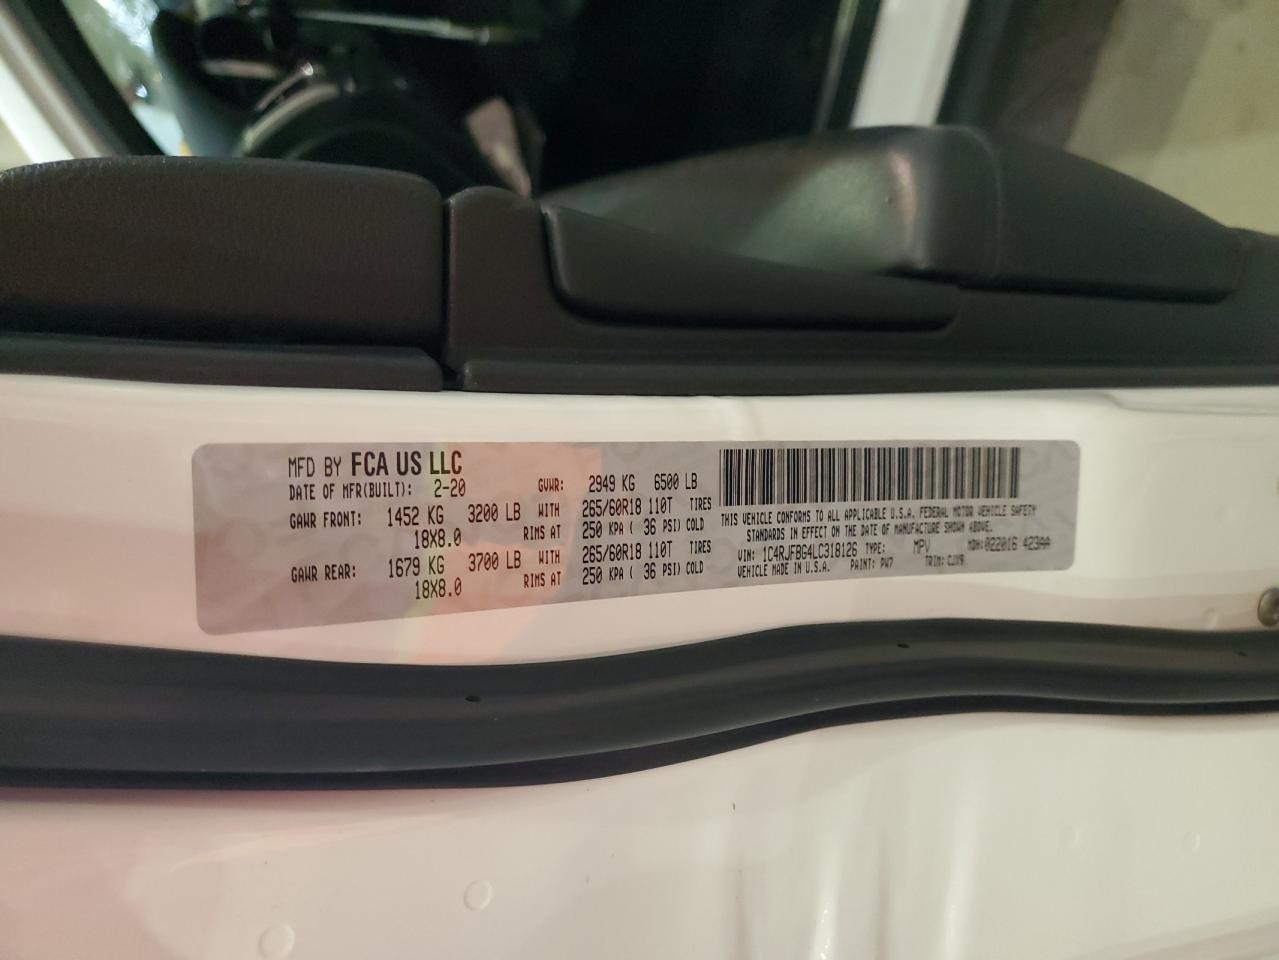 MFD BY FCA US LLC
DATE OF MFR(BUILT): 2-20 GVWR: 2949 KG 6500 LB
GAWR FRONT: 1452 KG 3200 LB WITH 265/60R18 110T TIRES
18X8.0 RIMS AT 250 KPA ( 36 PSI) COLD
GAWR REAR: 1679 KG 3700 LB WITH 265/60R18 110T TIRES
18X8.0 RIMS AT 250 KPA ( 36 PSI) COLD
THIS VEHICLE CONFORMS TO ALL APPLICABLE U.S.A. FEDERAL MOTOR VEHICLE SAFETY
STANDARDS IN EFFECT ON THE DATE OF MANUFACTURE SHOWN ABOVE.
VIN: 1C4RJFBG4LC318126 TYPE: MPV MDH:022016 423AA
VEHICLE MADE IN U.S.A. PAINT: PW7 TRIM: